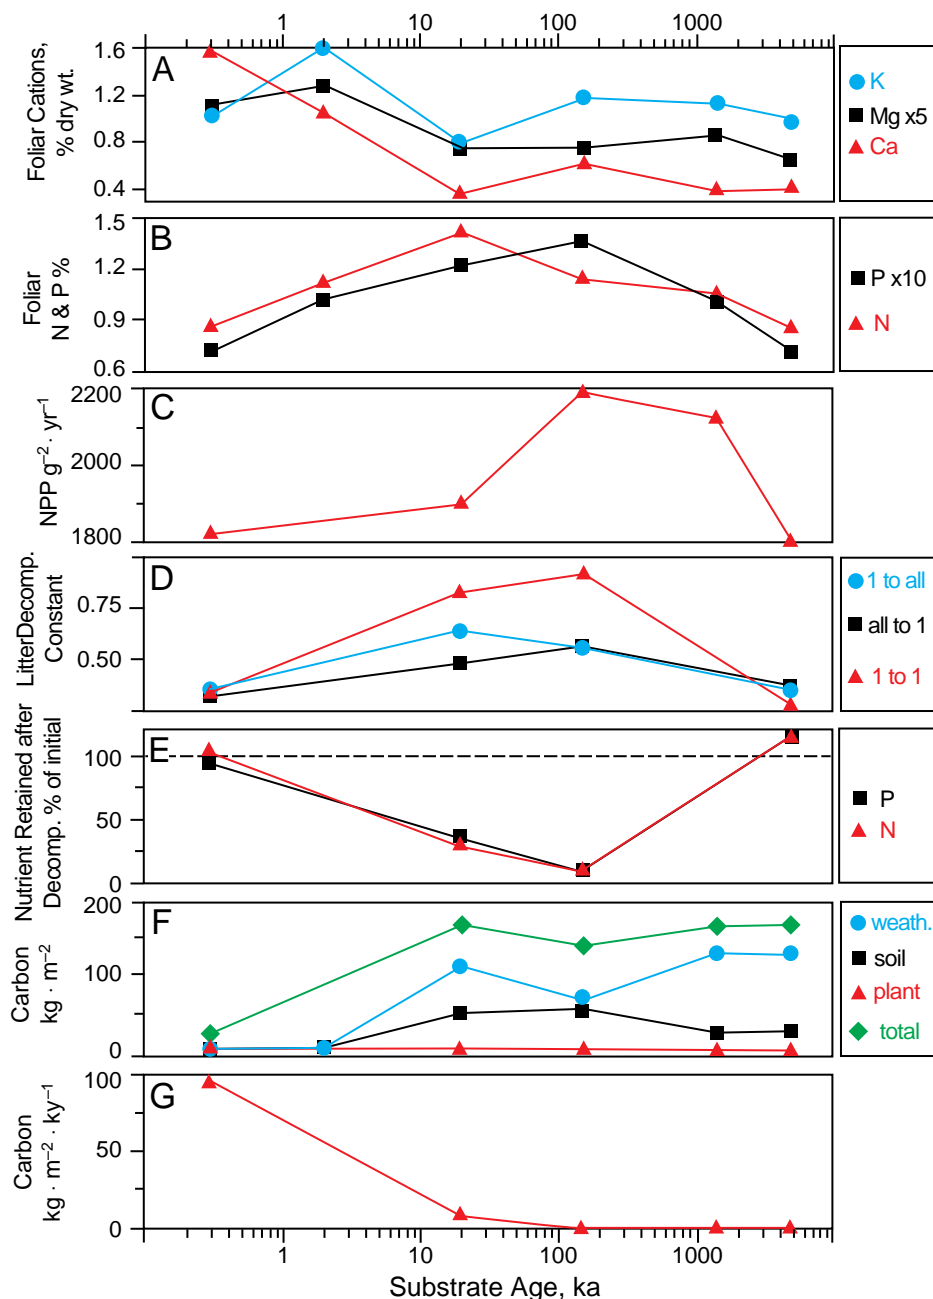 1 10 100 1000
A
Foliar Cations,
% dry wt.
1.6
1.2
0.8
0.4
K
Mg x5
Ca
B
Foliar
N & P %
1.5
1.2
0.9
0.6
P x10
N
C
NPP g⁻² · yr⁻¹
2200
2000
1800
D
LitterDecomp.
Constant
0.75
0.50
1 to all
all to 1
1 to 1
E
Nutrient Retained after
Decomp. % of initial
100
50
0
P
N
F
Carbon
kg · m⁻²
200
100
0
weath.
soil
plant
total
G
Carbon
kg · m⁻² · ky⁻¹
100
50
0
1 10 100 1000
Substrate Age, ka